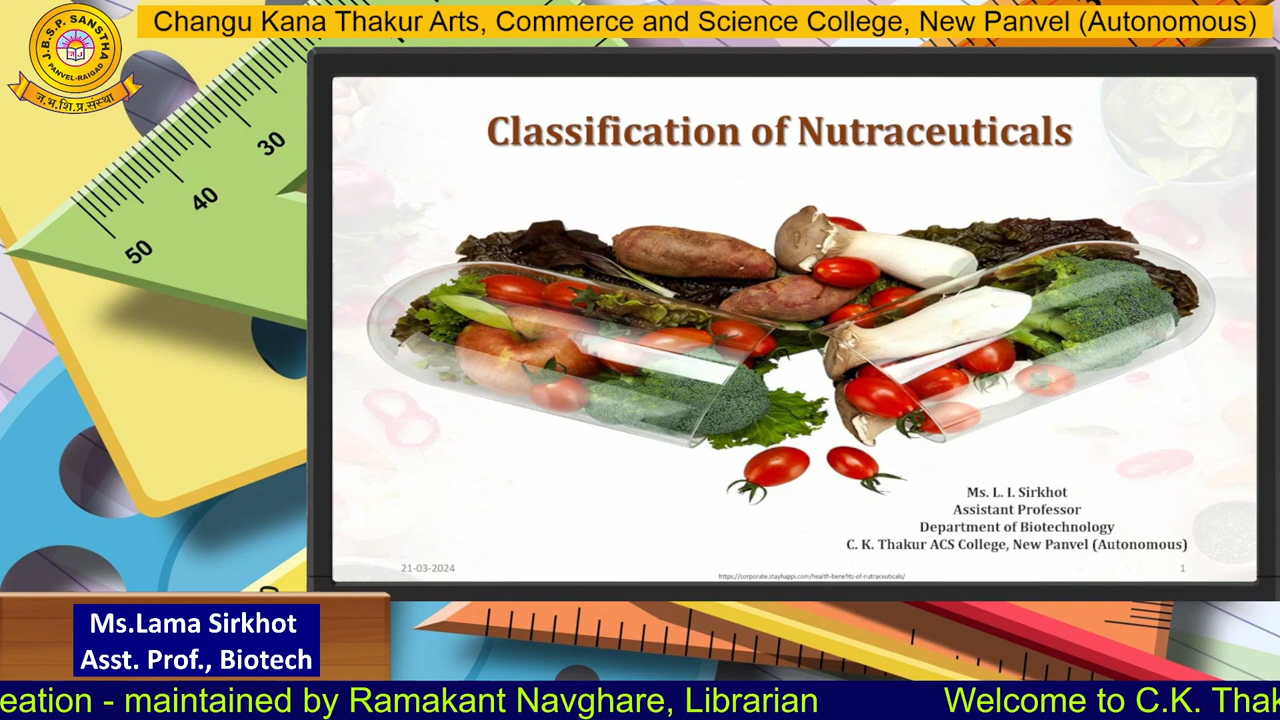 Changu Kana Thakur Arts, Commerce and Science College, New Panvel (Autonomous)
J.B.S.P. SANSTHA
PANVEL-RAIGAD
ज.भ.शि.प्र.संस्था
30
40
50
Classification of Nutraceuticals
Ms. L. I. Sirkhot
Assistant Professor
Department of Biotechnology
C. K. Thakur ACS College, New Panvel (Autonomous)
21-03-2024
1
https://corporate.stayhappi.com/health-benefits-of-nutraceuticals/
Ms.Lama Sirkhot
Asst. Prof., Biotech
eation - maintained by Ramakant Navghare, Librarian Welcome to C.K. Thak